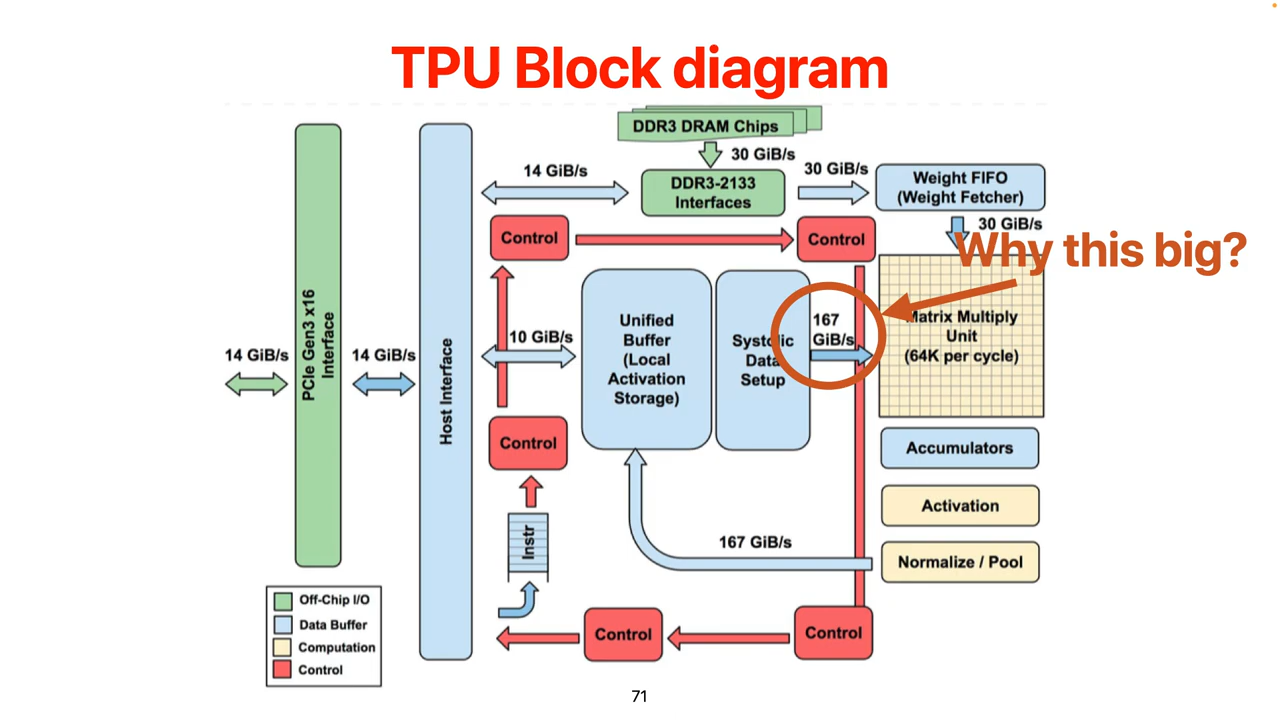 TPU Block diagram
DDR3 DRAM Chips
30 GiB/s
14 GiB/s
DDR3-2133
Interfaces
30 GiB/s
Weight FIFO
(Weight Fetcher)
30 GiB/s
Why this big?
Control
Control
PCIe Gen3 x16
Interface
Host Interface
14 GiB/s
14 GiB/s
10 GiB/s
Unified
Buffer
(Local
Activation
Storage)
Systolic
Data
Setup
167
GiB/s
Matrix Multiply
Unit
(64K per cycle)
Control
Accumulators
Activation
Instr
167 GiB/s
Normalize / Pool
Off-Chip I/O
Data Buffer
Computation
Control
Control
Control
71